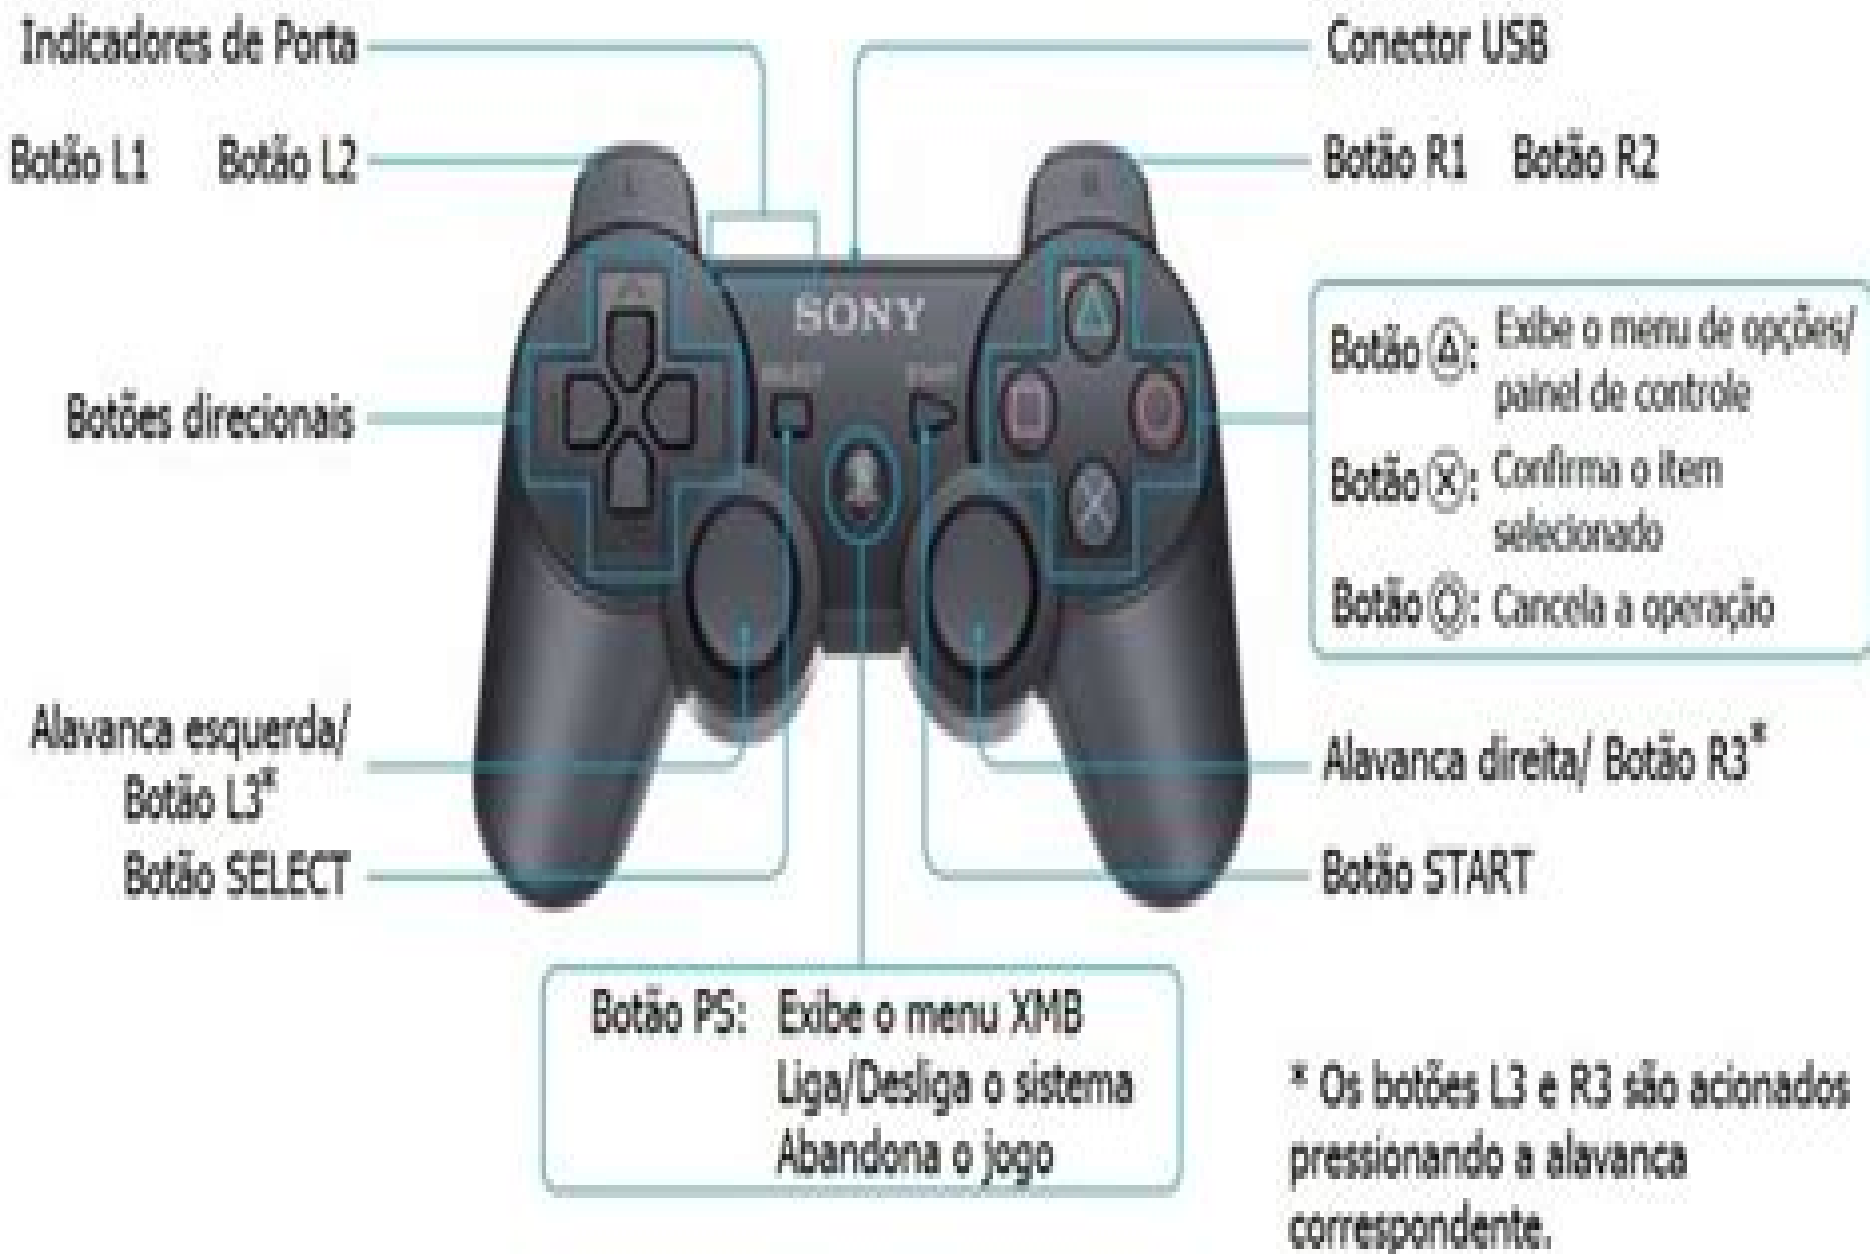 Indicadores de Porta
Conector USB
Botão L1 Botão L2
Botão R1 Botão R2
L
R
SONY
SELECT
START
Botões direcionais
Botão △: Exibe o menu de opções/
painel de controle
Botão Ⓧ: Confirma o item
selecionado
Botão ◯: Cancela a operação
Alavanca esquerda/
Botão L3*
Alavanca direita/ Botão R3*
Botão SELECT
Botão START
Botão PS: Exibe o menu XMB
Liga/Desliga o sistema
Abandona o jogo
* Os botões L3 e R3 são acionados
pressionando a alavanca
correspondente.